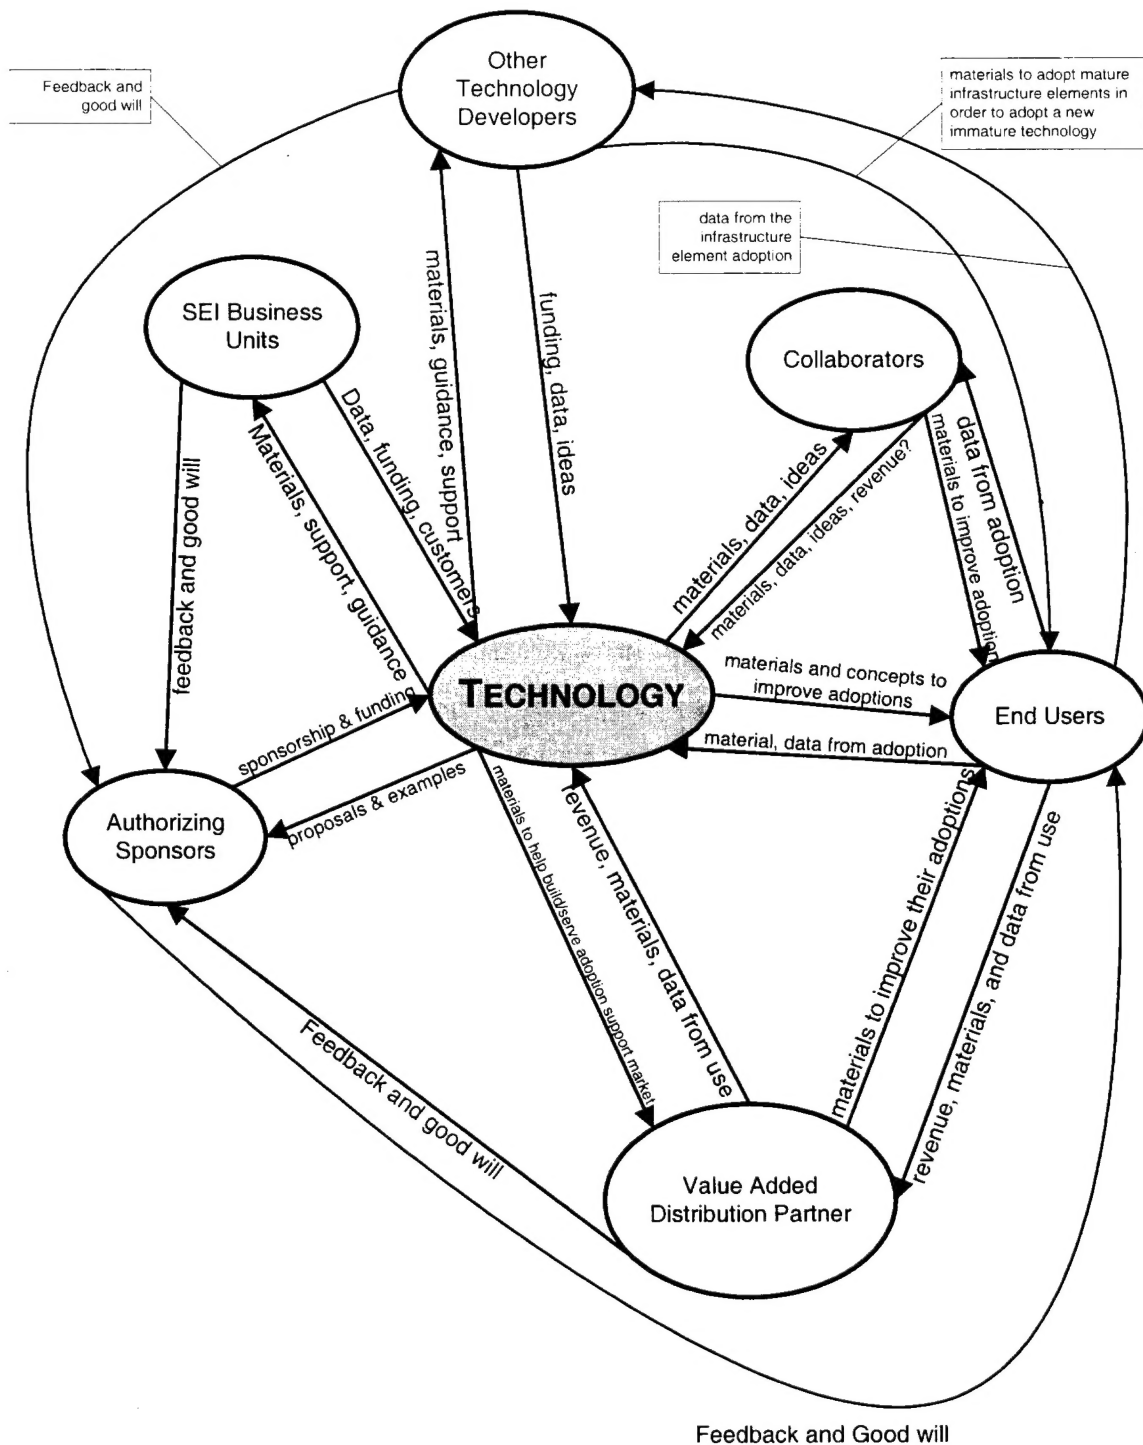 Other
Technology
Developers
Feedback and
good will
materials to adopt mature
infrastructure elements in
order to adopt a new
immature technology
data from the
infrastructure
element adoption
SEI Business
Units
Collaborators
materials, guidance, support
funding, data, ideas
Data, funding, customers
Materials, support, guidance
feedback and good will
materials, data, ideas
materials, data, ideas, revenue?
data from adoption
materials to improve adoption
TECHNOLOGY
materials and concepts to
improve adoptions
material, data from adoption
End Users
sponsorship & funding
proposals & examples
Authorizing
Sponsors
materials to help build/serve adoption support market
revenue, materials, data from use
materials to improve their adoptions
revenue, materials, and data from use
Feedback and good will
Value Added
Distribution Partner
Feedback and Good will